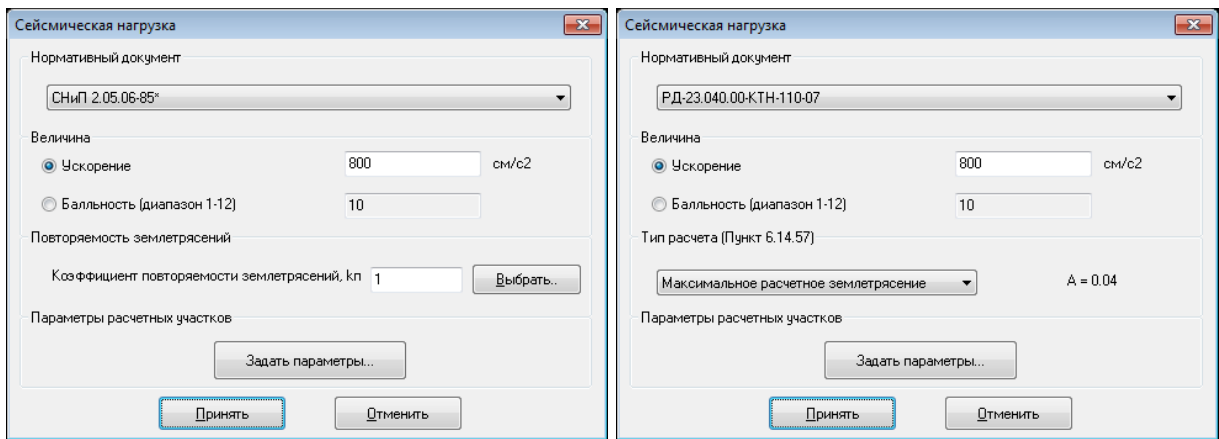 Сейсмическая нагрузка
Нормативный документ
СНиП 2.05.06-85*
Величина
Ускорение 800 см/с2
Балльность (диапазон 1-12) 10
Повторяемость землетрясений
Коэффициент повторяемости землетрясений, kп 1 Выбрать..
Параметры расчетных участков
Задать параметры...
Принять Отменить
Сейсмическая нагрузка
Нормативный документ
РД-23.040.00-КТН-110-07
Величина
Ускорение 800 см/с2
Балльность (диапазон 1-12) 10
Тип расчета (Пункт 6.14.57)
Максимальное расчетное землетрясение A = 0.04
Параметры расчетных участков
Задать параметры...
Принять Отменить